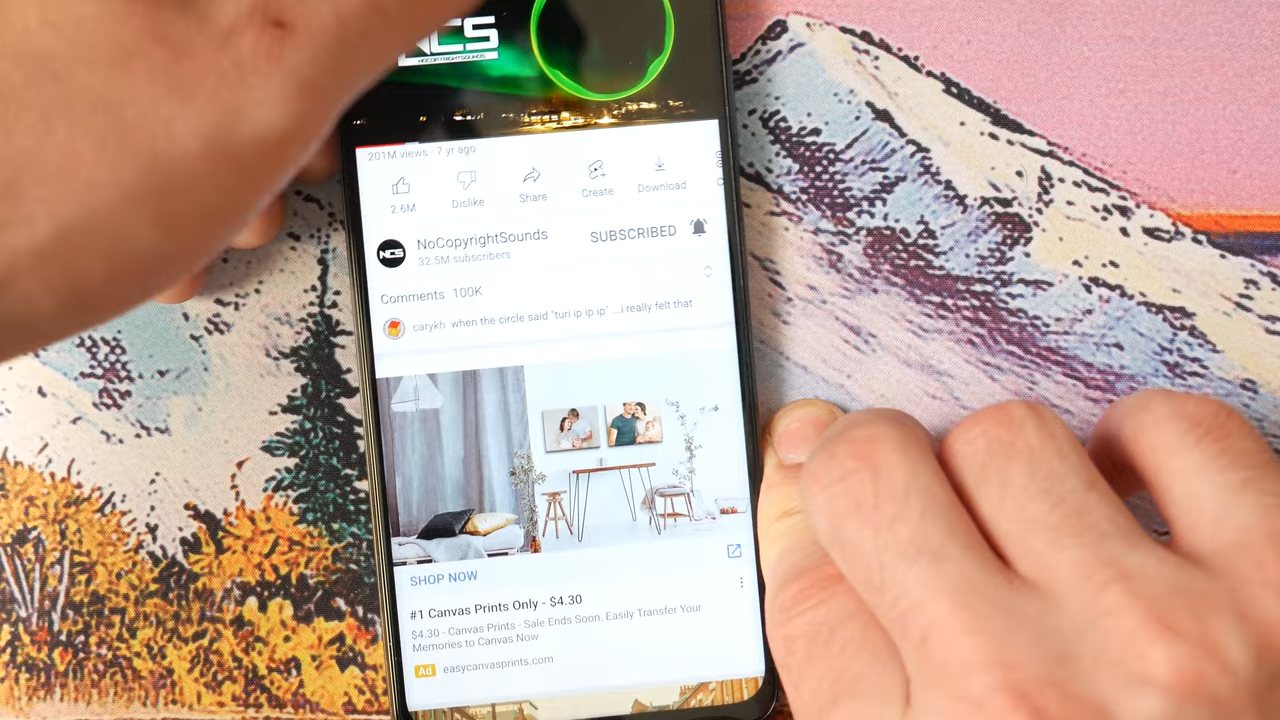 NCS
NOCOPYRIGHTSOUNDS
201M views · 7 yr ago
2.6M
Dislike
Share
Create
Download
NCS
NoCopyrightSounds
SUBSCRIBED
32.5M subscribers
Comments 100K
carykh when the circle said "turi ip ip ip" ...i really felt that
SHOP NOW
#1 Canvas Prints Only - $4.30
$4.30 - Canvas Prints - Sale Ends Soon. Easily Transfer Your
Memories to Canvas Now
Ad easycanvasprints.com